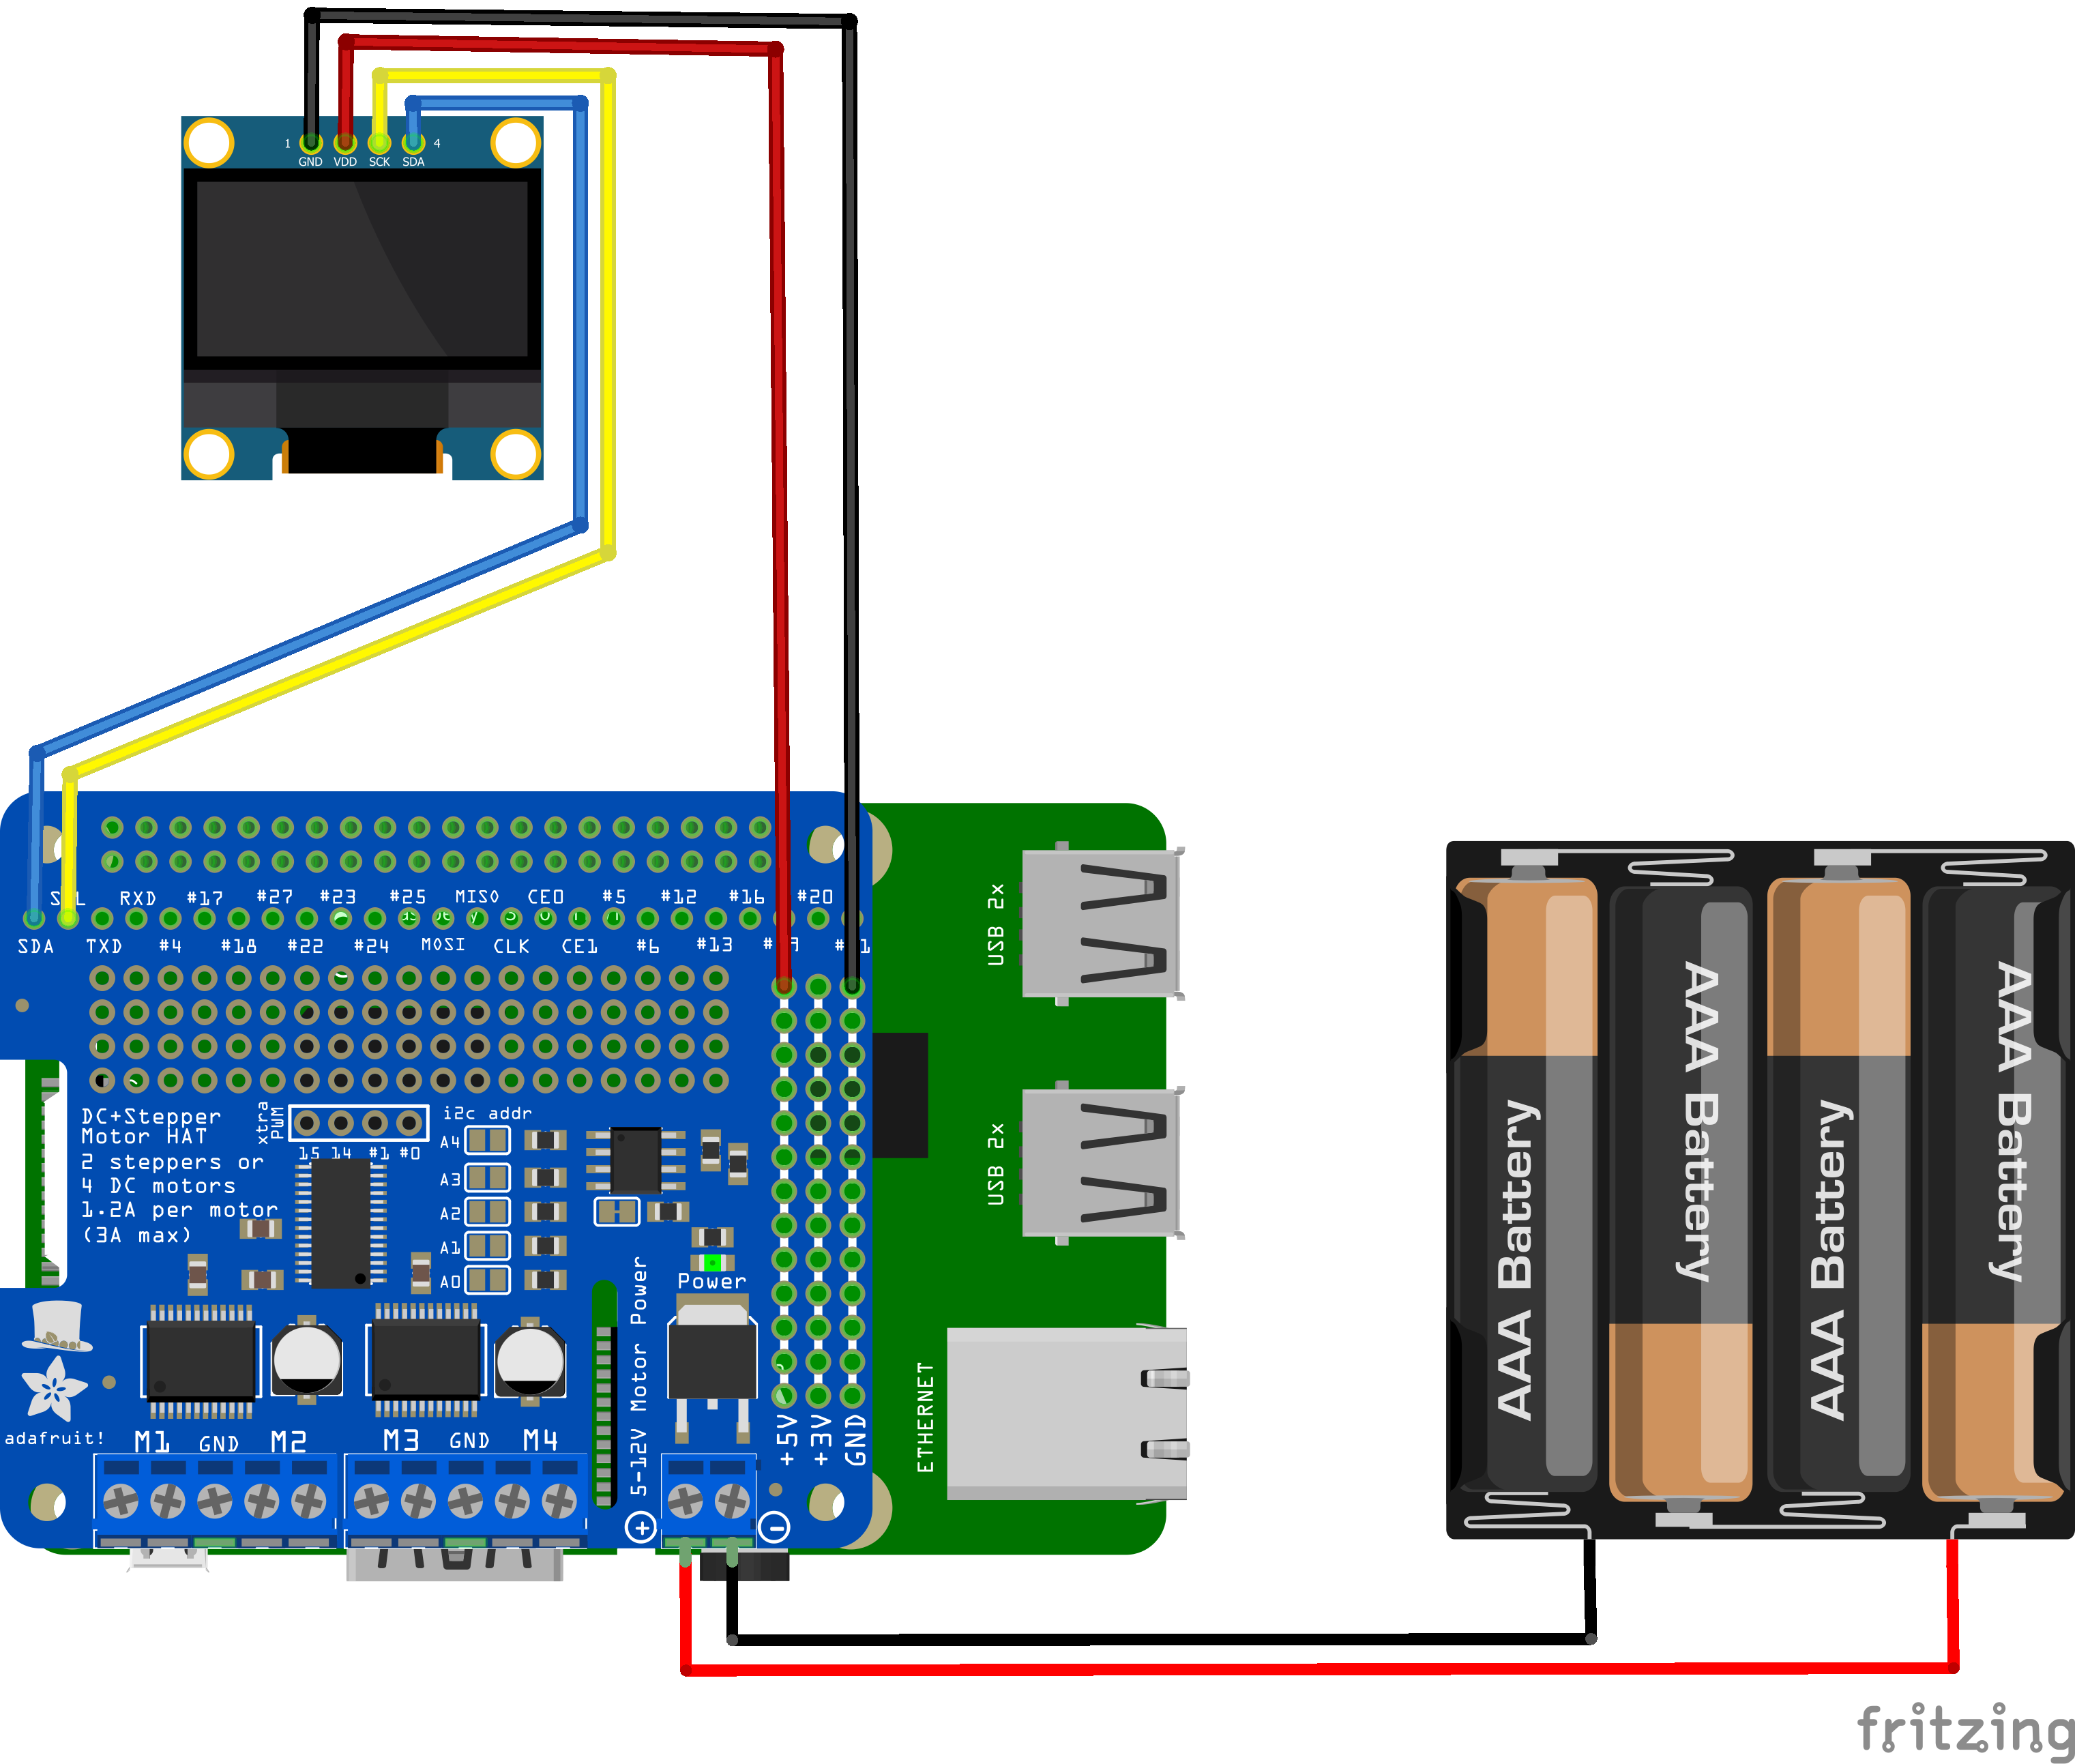 1 4
GND VDD SCK SDA
RXD #17 #27 #23 #25 MISO CE0 #5 #12 #16 #20
SDA TXD #4 #18 #22 #24 MOSI CLK CE1 #6 #13
DC+Stepper
Motor HAT
2 steppers or
4 DC motors
1.2A per motor
(3A max)
xtra
PWM
15 14 #1 #0
i2c addr
A4
A3
A2
A1
A0
Power
5-12V Motor Power
+5V
+3V
GND
adafruit!
M1 GND M2 M3 GND M4
+ -
USB 2x
USB 2x
ETHERNET
AAA Battery
AAA Battery
AAA Battery
AAA Battery
fritzing